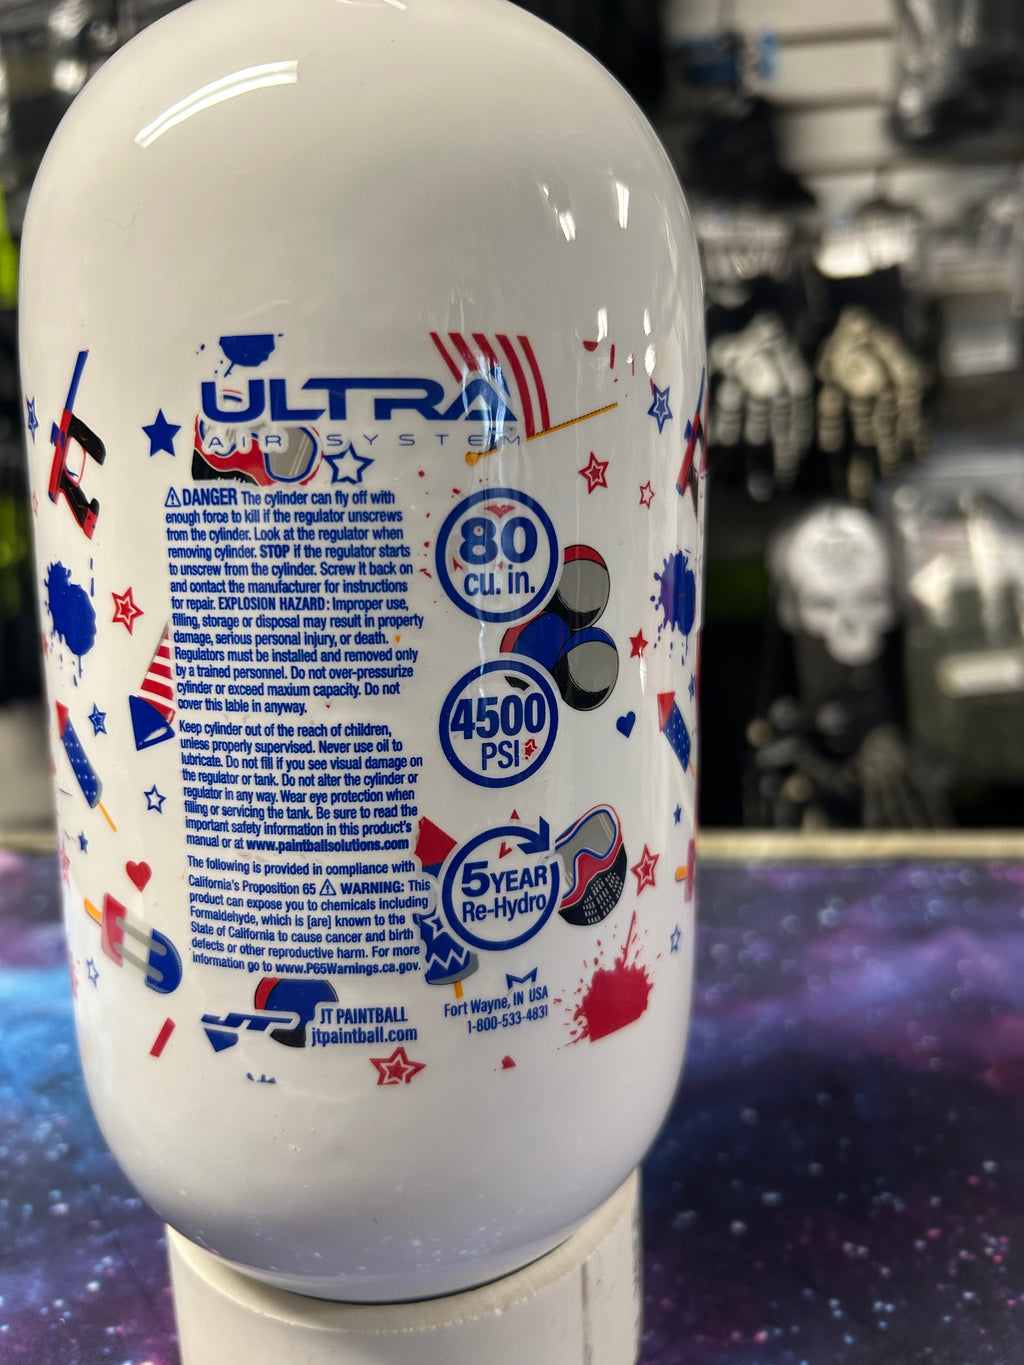 ULTRA
AIR SYSTEM
⚠DANGER The cylinder can fly off with
enough force to kill if the regulator unscrews
from the cylinder. Look at the regulator when
removing cylinder. STOP if the regulator starts
to unscrew from the cylinder. Screw it back on
and contact the manufacturer for instructions
for repair. EXPLOSION HAZARD: Improper use,
filling, storage or disposal may result in property
damage, serious personal injury, or death.
Regulators must be installed and removed only
by a trained personnel. Do not over-pressurize
cylinder or exceed maxium capacity. Do not
cover this lable in anyway.
Keep cylinder out of the reach of children,
unless properly supervised. Never use oil to
lubricate. Do not fill if you see visual damage on
the regulator or tank. Do not alter the cylinder or
regulator in any way. Wear eye protection when
filling or servicing the tank. Be sure to read the
important safety information in this product's
manual or at www.paintballsolutions.com
The following is provided in compliance with
California's Proposition 65 ⚠ WARNING: This
product can expose you to chemicals including
Formaldehyde, which is [are] known to the
State of California to cause cancer and birth
defects or other reproductive harm. For more
information go to www.P65Warnings.ca.gov.
80
cu. in.
4500
PSI
5YEAR
Re-Hydro
JT PAINTBALL
jtpaintball.com
Fort Wayne, IN USA
1-800-533-4831